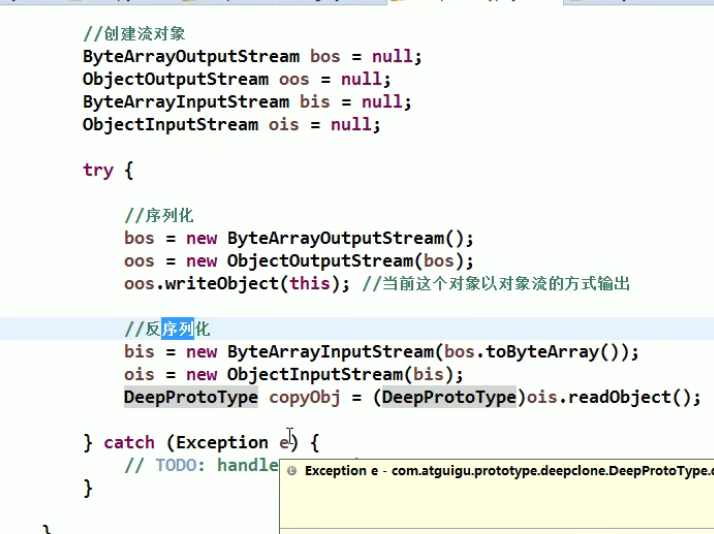 //创建流对象
ByteArrayOutputStream bos = null;
ObjectOutputStream oos = null;
ByteArrayInputStream bis = null;
ObjectInputStream ois = null;
try {
//序列化
bos = new ByteArrayOutputStream();
oos = new ObjectOutputStream(bos);
oos.writeObject(this); //当前这个对象以对象流的方式输出
//反序列化
bis = new ByteArrayInputStream(bos.toByteArray());
ois = new ObjectInputStream(bis);
DeepProtoType copyObj = (DeepProtoType)ois.readObject();
} catch (Exception e) {
// TODO: handle
Exception e - com.atguigu.prototype.deepclone.DeepProtoType.
}
}